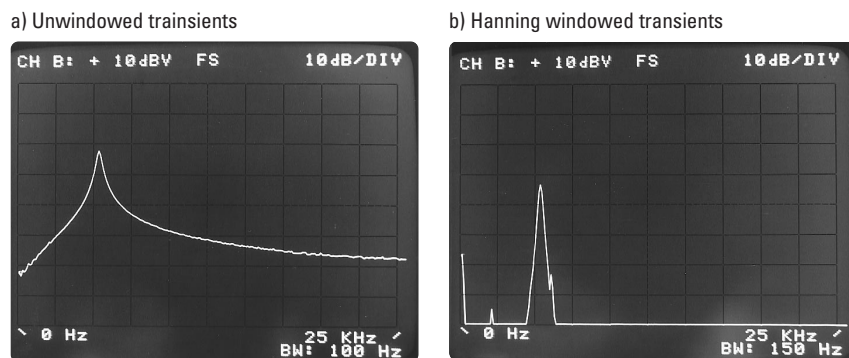 a) Unwindowed trainsients
CH B: + 10dBV FS 10dB/DIV
0 Hz 25 KHz
BW: 100 Hz
b) Hanning windowed transients
CH B: + 10dBV FS 10dB/DIV
0 Hz 25 KHz
BW: 150 Hz